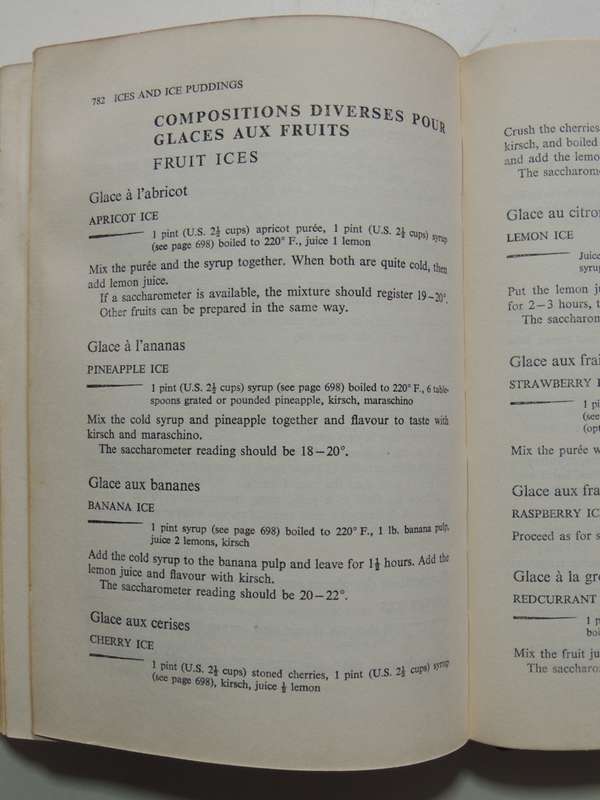 782 ICES AND ICE PUDDINGS
COMPOSITIONS DIVERSES POUR
GLACES AUX FRUITS
FRUIT ICES
Glace à l'abricot
APRICOT ICE
1 pint (U.S. 2½ cups) apricot purée, 1 pint (U.S. 2½ cups) syrup
(see page 698) boiled to 220° F., juice 1 lemon
Mix the purée and the syrup together. When both are quite cold, then
add lemon juice.
If a saccharometer is available, the mixture should register 19–20°.
Other fruits can be prepared in the same way.
Glace à l'ananas
PINEAPPLE ICE
1 pint (U.S. 2½ cups) syrup (see page 698) boiled to 220° F., 6 table-
spoons grated or pounded pineapple, kirsch, maraschino
Mix the cold syrup and pineapple together and flavour to taste with
kirsch and maraschino.
The saccharometer reading should be 18–20°.
Glace aux bananes
BANANA ICE
1 pint syrup (see page 698) boiled to 220° F., 1 lb. banana pulp,
juice 2 lemons, kirsch
Add the cold syrup to the banana pulp and leave for 1½ hours. Add the
lemon juice and flavour with kirsch.
The saccharometer reading should be 20–22°.
Glace aux cerises
CHERRY ICE
1 pint (U.S. 2½ cups) stoned cherries, 1 pint (U.S. 2½ cups) syrup
(see page 698), kirsch, juice ½ lemon
Crush the cherries
kirsch, and boiled
and add the lemo
The saccharome
Glace au citron
LEMON ICE
Juice
syrup
Put the lemon ju
for 2–3 hours, t
The saccharom
Glace aux frai
STRAWBERRY I
1 pi
(see
(opt
Mix the purée w
Glace aux fra
RASPBERRY IC
Proceed as for s
Glace à la gro
REDCURRANT
1 p
boi
Mix the fruit ju
The saccharo